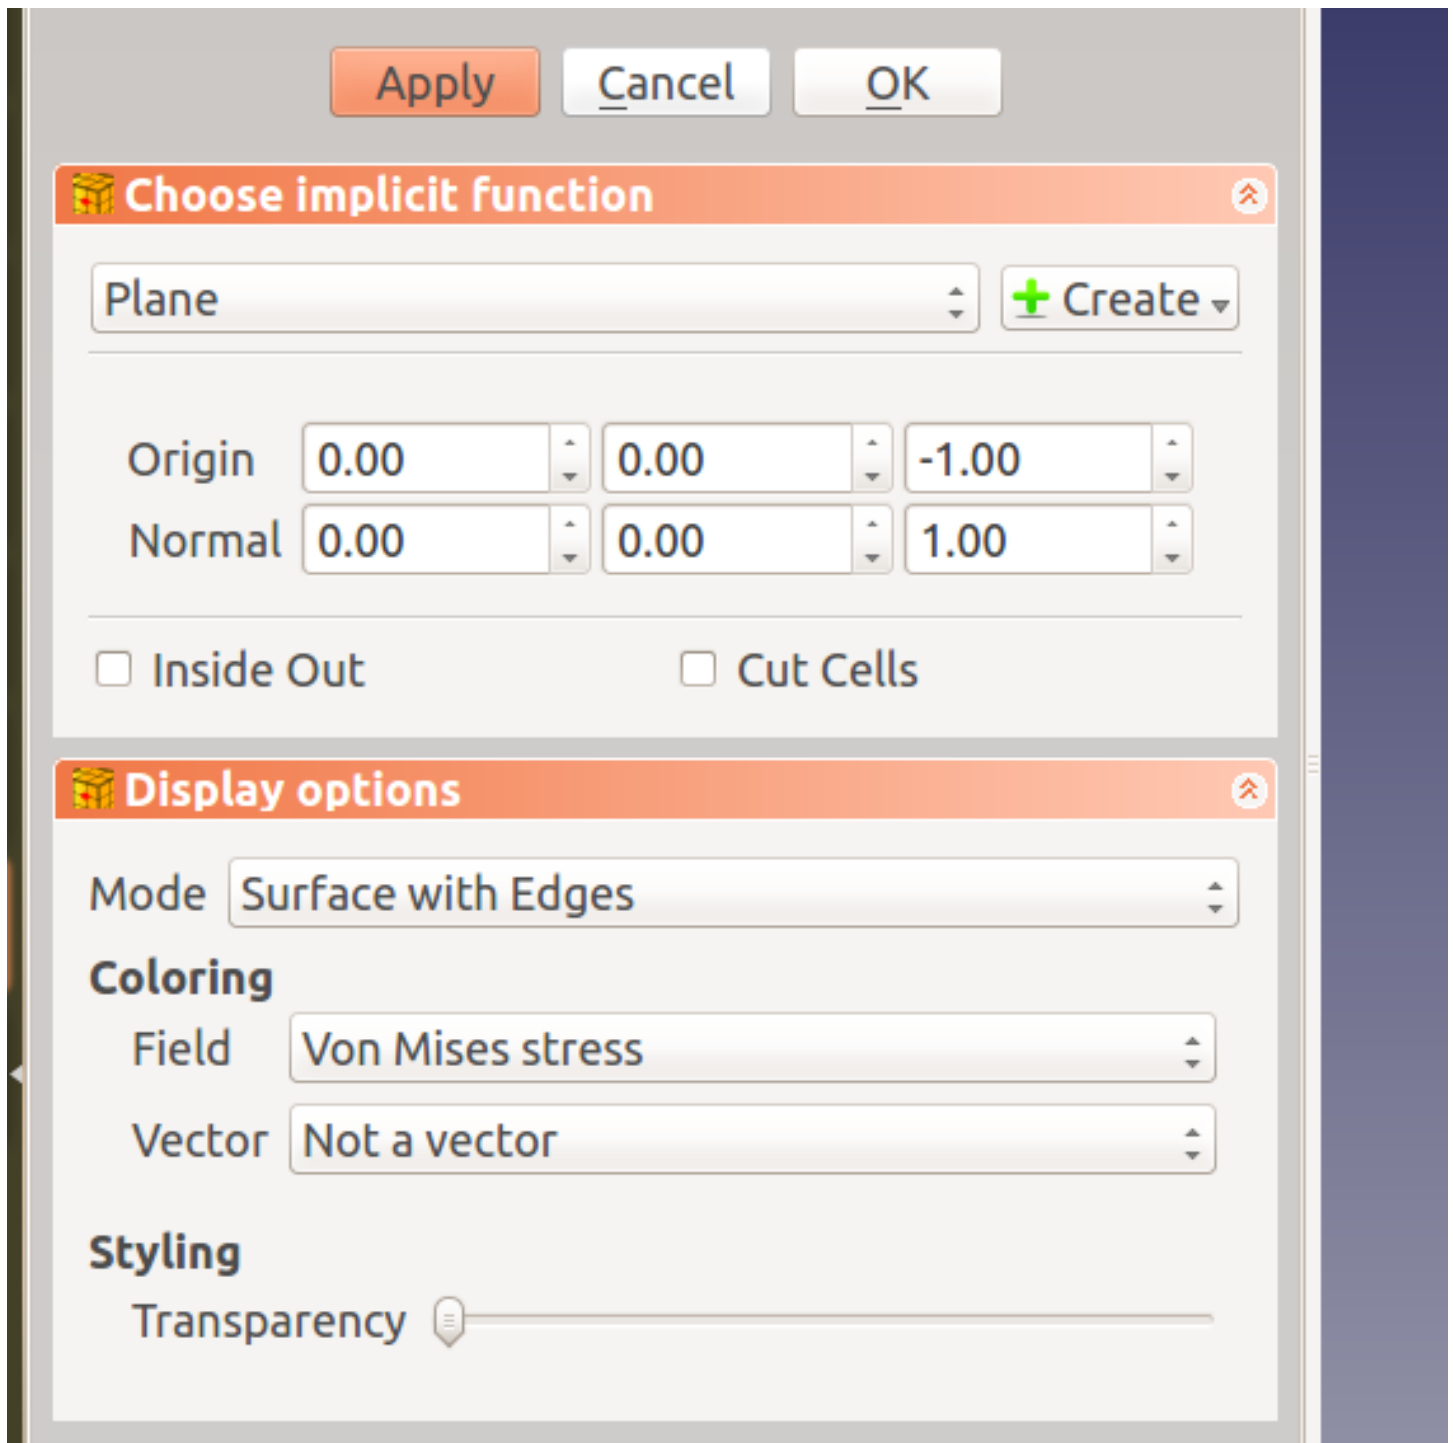 Apply Cancel OK
Choose implicit function
Plane Create
Origin 0.00 0.00 -1.00
Normal 0.00 0.00 1.00
Inside Out Cut Cells
Display options
Mode Surface with Edges
Coloring
Field Von Mises stress
Vector Not a vector
Styling
Transparency